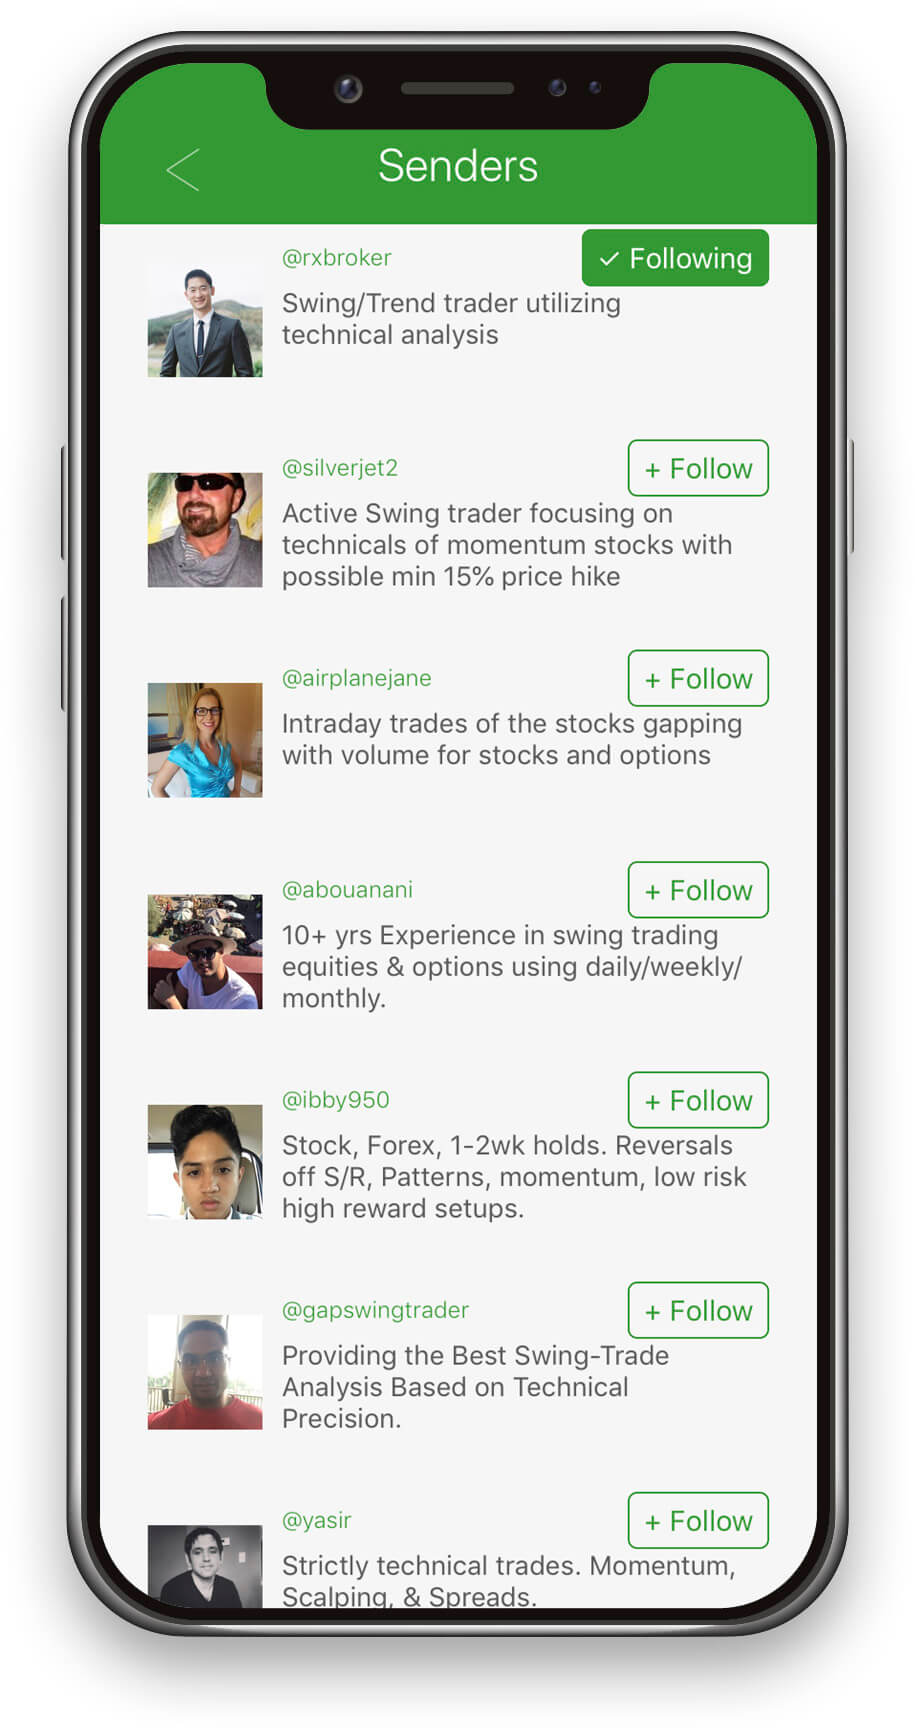 Senders
@rxbroker
✓ Following
Swing/Trend trader utilizing
technical analysis
@silverjet2
+ Follow
Active Swing trader focusing on
technicals of momentum stocks with
possible min 15% price hike
@airplanejane
+ Follow
Intraday trades of the stocks gapping
with volume for stocks and options
@abouanani
+ Follow
10+ yrs Experience in swing trading
equities & options using daily/weekly/
monthly.
@ibby950
+ Follow
Stock, Forex, 1-2wk holds. Reversals
off S/R, Patterns, momentum, low risk
high reward setups.
@gapswingtrader
+ Follow
Providing the Best Swing-Trade
Analysis Based on Technical
Precision.
@yasir
+ Follow
Strictly technical trades. Momentum,
Scalping, & Spreads.